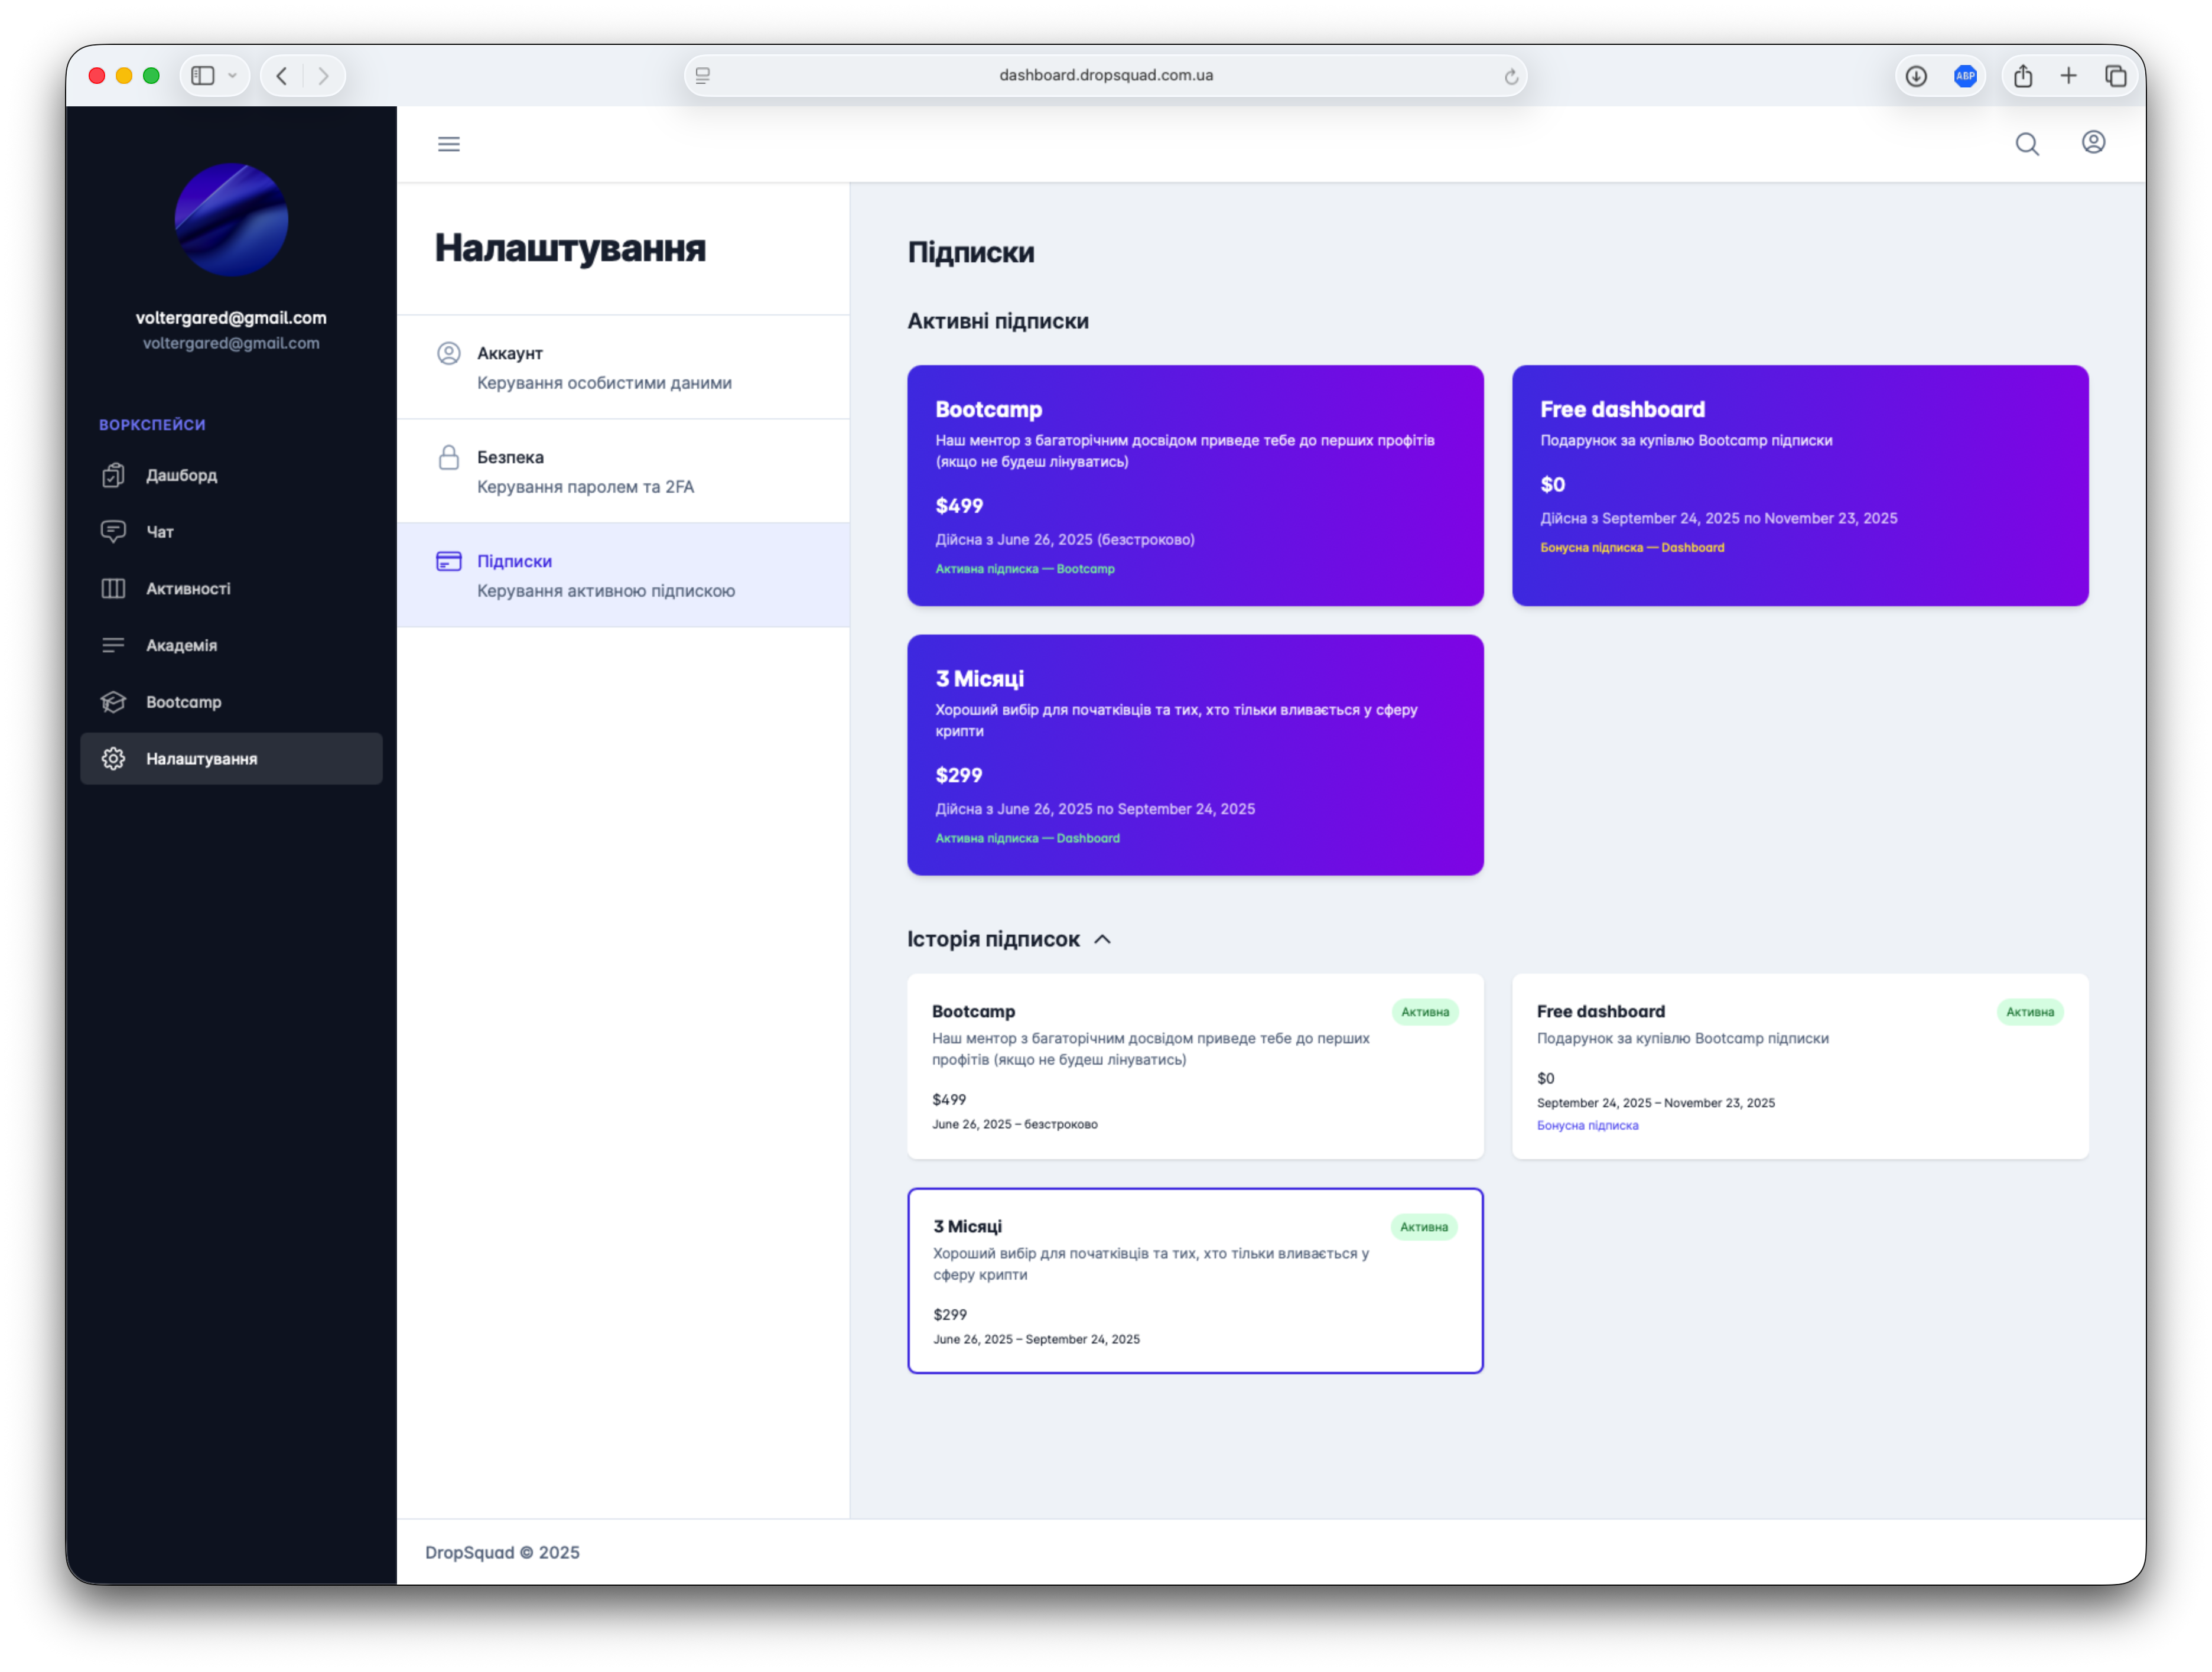 dashboard.dropsquad.com.ua
ABP
voltergared@gmail.com
voltergared@gmail.com
ВОРКСПЕЙСИ
Дашборд
Чат
Активності
Академія
Bootcamp
Налаштування
Налаштування
Аккаунт
Керування особистими даними
Безпека
Керування паролем та 2FA
Підписки
Керування активною підпискою
Підписки
Активні підписки
Bootcamp
Наш ментор з багаторічним досвідом приведе тебе до перших профітів
(якщо не будеш лінуватись)
$499
Дійсна з June 26, 2025 (безстроково)
Активна підписка — Bootcamp
Free dashboard
Подарунок за купівлю Bootcamp підписки
$0
Дійсна з September 24, 2025 по November 23, 2025
Бонусна підписка — Dashboard
3 Місяці
Хороший вибір для початківців та тих, хто тільки вливається у сферу
крипти
$299
Дійсна з June 26, 2025 по September 24, 2025
Активна підписка — Dashboard
Історія підписок
Bootcamp
Активна
Наш ментор з багаторічним досвідом приведе тебе до перших
профітів (якщо не будеш лінуватись)
$499
June 26, 2025 – безстроково
Free dashboard
Активна
Подарунок за купівлю Bootcamp підписки
$0
September 24, 2025 – November 23, 2025
Бонусна підписка
3 Місяці
Активна
Хороший вибір для початківців та тих, хто тільки вливається у
сферу крипти
$299
June 26, 2025 – September 24, 2025
DropSquad © 2025